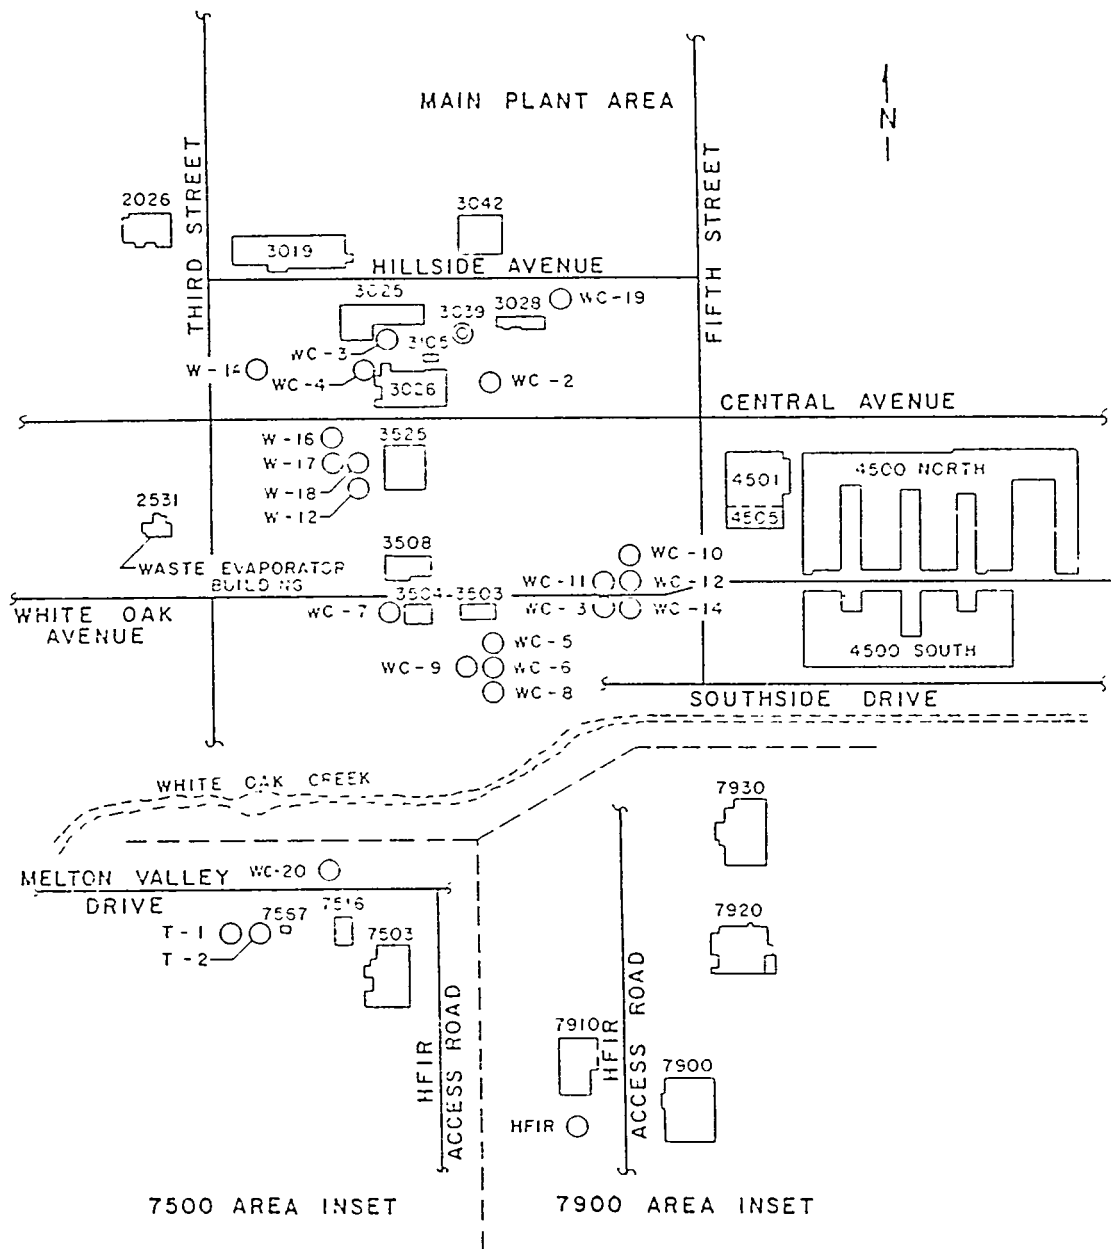 MAIN PLANT AREA
N
THIRD STREET
FIFTH STREET
2026
3042
3019
HILLSIDE AVENUE
3025
3039
3028
WC-19
WC-3
3105
W-1A
WC-4
3026
WC-2
CENTRAL AVENUE
W-16
3525
W-17
W-18
W-12
4501
4505
4500 NORTH
2531
WASTE EVAPORATOR
BUILDING
3508
WC-10
WC-11
WC-12
WHITE OAK
AVENUE
3504
3503
WC-7
WC-3
WC-14
WC-5
WC-9
WC-6
WC-8
4500 SOUTH
SOUTHSIDE DRIVE
WHITE OAK CREEK
7930
MELTON VALLEY
DRIVE
WC-20
7567
7516
7503
T-1
T-2
7920
HFIR
ACCESS ROAD
7910
HFIR
ACCESS ROAD
7900
HFIR
7500 AREA INSET
7900 AREA INSET